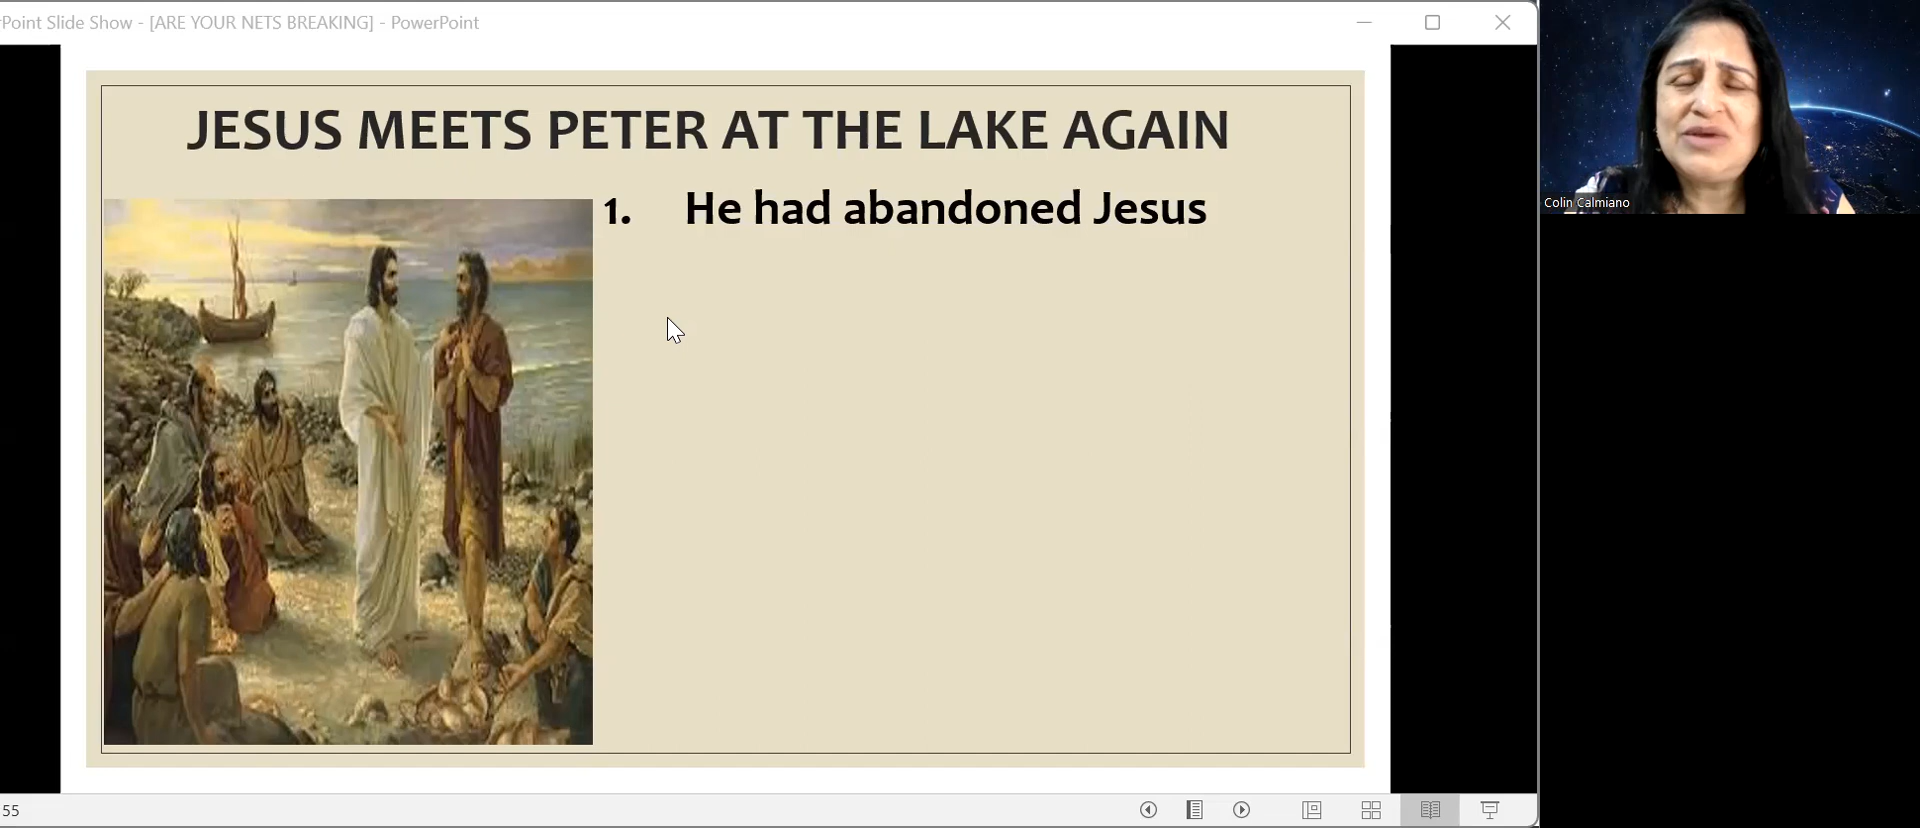 Point Slide Show - [ARE YOUR NETS BREAKING] - PowerPoint
JESUS MEETS PETER AT THE LAKE AGAIN
1. He had abandoned Jesus
Colin Calmiano
55